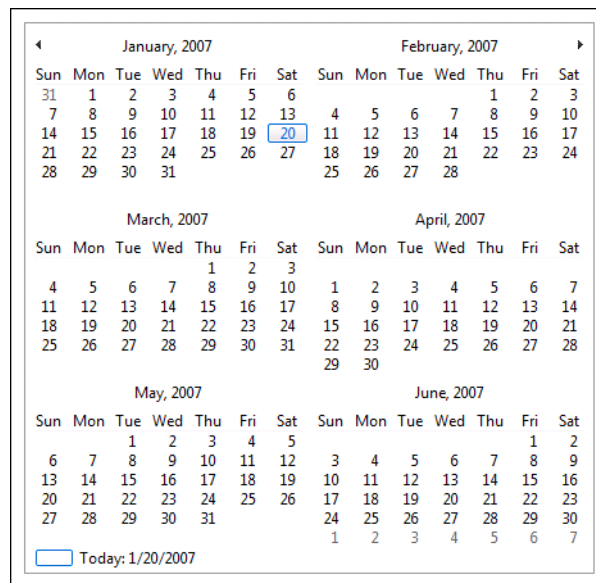 January, 2007
Sun Mon Tue Wed Thu Fri Sat
31 1 2 3 4 5 6
7 8 9 10 11 12 13
14 15 16 17 18 19 20
21 22 23 24 25 26 27
28 29 30 31
February, 2007
Sun Mon Tue Wed Thu Fri Sat
1 2 3
4 5 6 7 8 9 10
11 12 13 14 15 16 17
18 19 20 21 22 23 24
25 26 27 28
March, 2007
Sun Mon Tue Wed Thu Fri Sat
1 2 3
4 5 6 7 8 9 10
11 12 13 14 15 16 17
18 19 20 21 22 23 24
25 26 27 28 29 30 31
April, 2007
Sun Mon Tue Wed Thu Fri Sat
1 2 3 4 5 6 7
8 9 10 11 12 13 14
15 16 17 18 19 20 21
22 23 24 25 26 27 28
29 30
May, 2007
Sun Mon Tue Wed Thu Fri Sat
1 2 3 4 5
6 7 8 9 10 11 12
13 14 15 16 17 18 19
20 21 22 23 24 25 26
27 28 29 30 31
June, 2007
Sun Mon Tue Wed Thu Fri Sat
1 2
3 4 5 6 7 8 9
10 11 12 13 14 15 16
17 18 19 20 21 22 23
24 25 26 27 28 29 30
1 2 3 4 5 6 7
Today: 1/20/2007